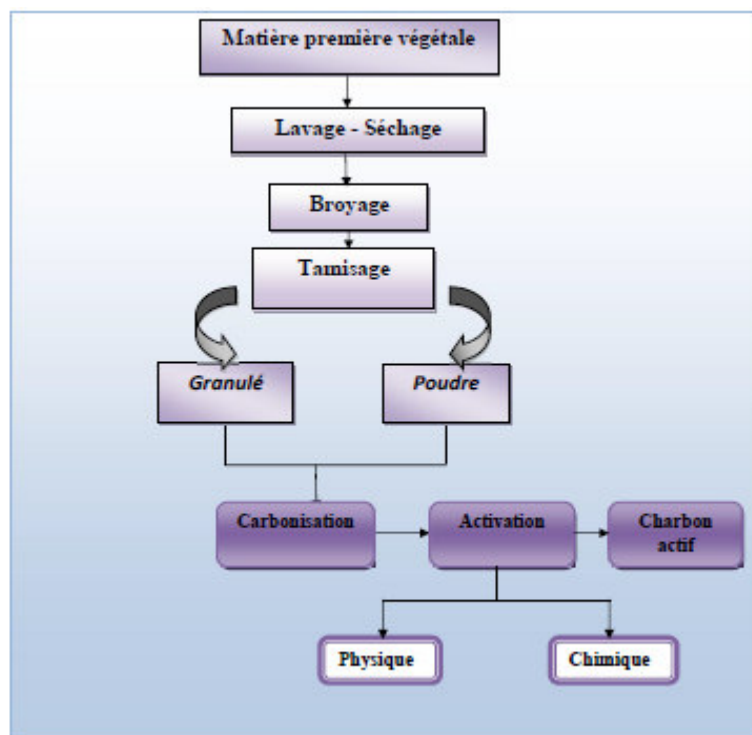 Matière première végétale
Lavage - Séchage
Broyage
Tamisage
Granulé
Poudre
Carbonisation
Activation
Charbon
actif
Physique
Chimique